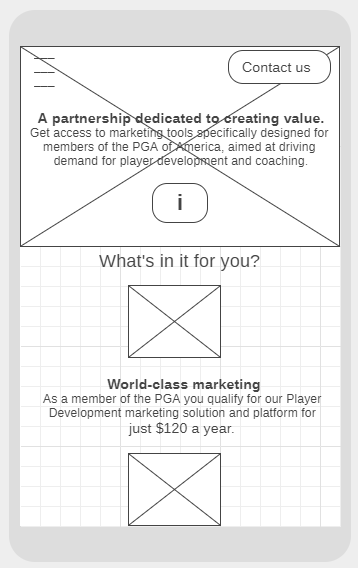 Contact us
A partnership dedicated to creating value.
Get access to marketing tools specifically designed for
members of the PGA of America, aimed at driving
demand for player development and coaching.
i
What's in it for you?
World-class marketing
As a member of the PGA you qualify for our Player
Development marketing solution and platform for
just $120 a year.